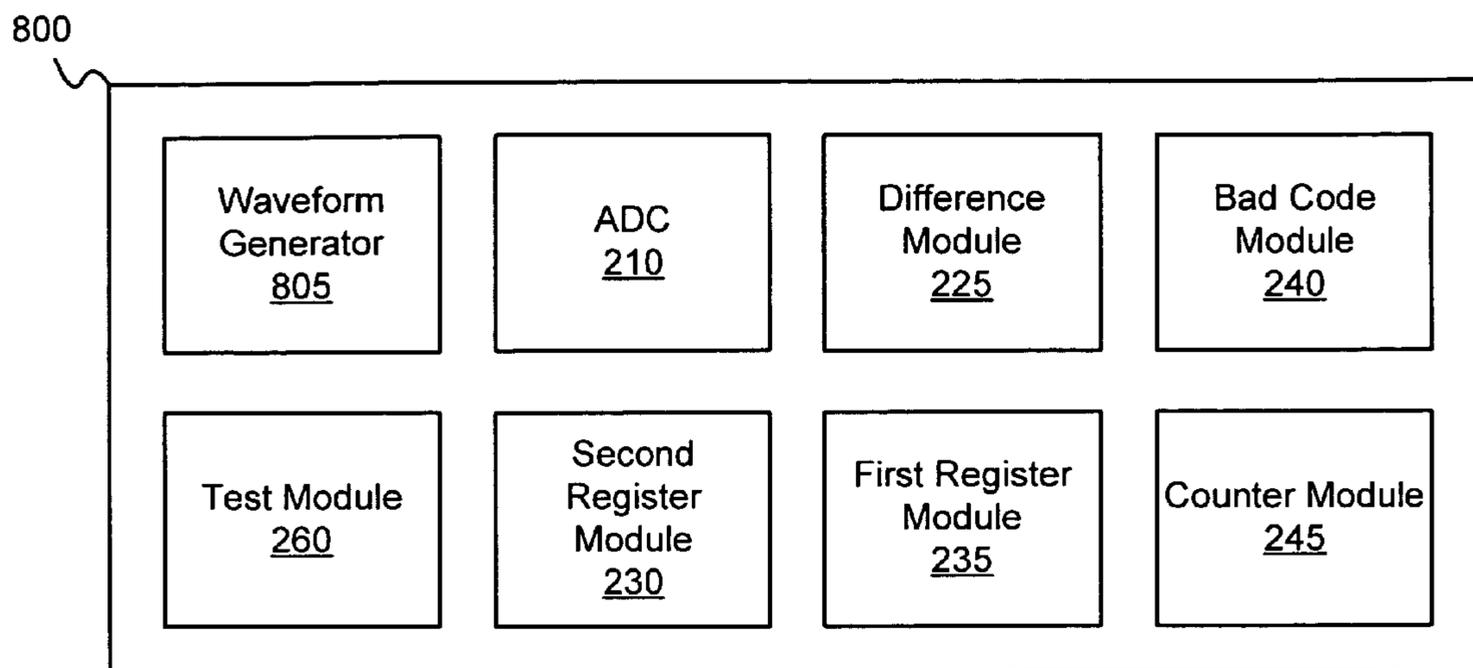 800
Waveform
Generator
805
ADC
210
Difference
Module
225
Bad Code
Module
240
Test Module
260
Second
Register
Module
230
First Register
Module
235
Counter Module
245